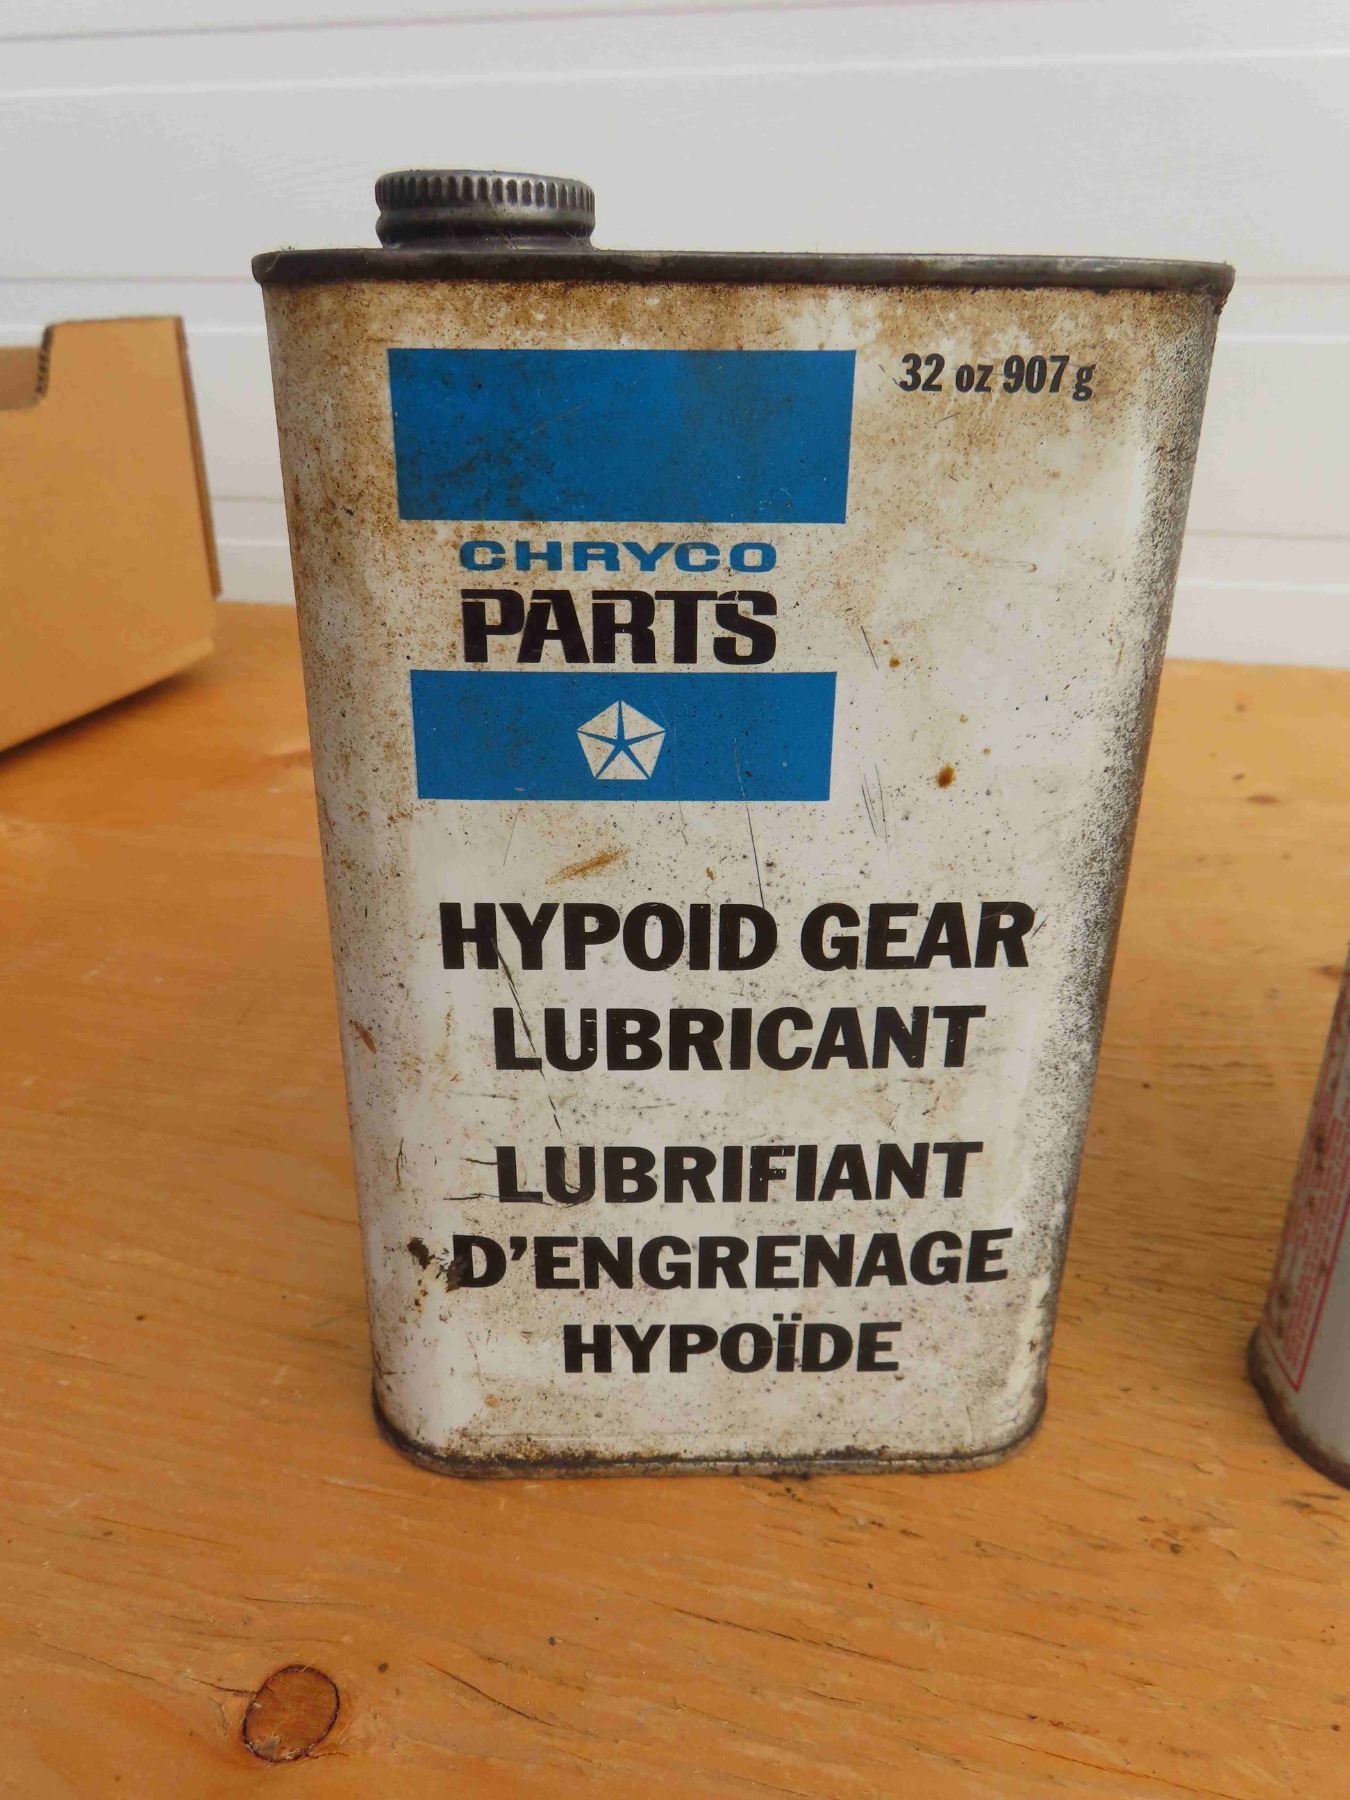 32 oz 907 g
CHRYCO
PARTS
HYPOID GEAR
LUBRICANT
LUBRIFIANT
D'ENGRENAGE
HYPOÏDE